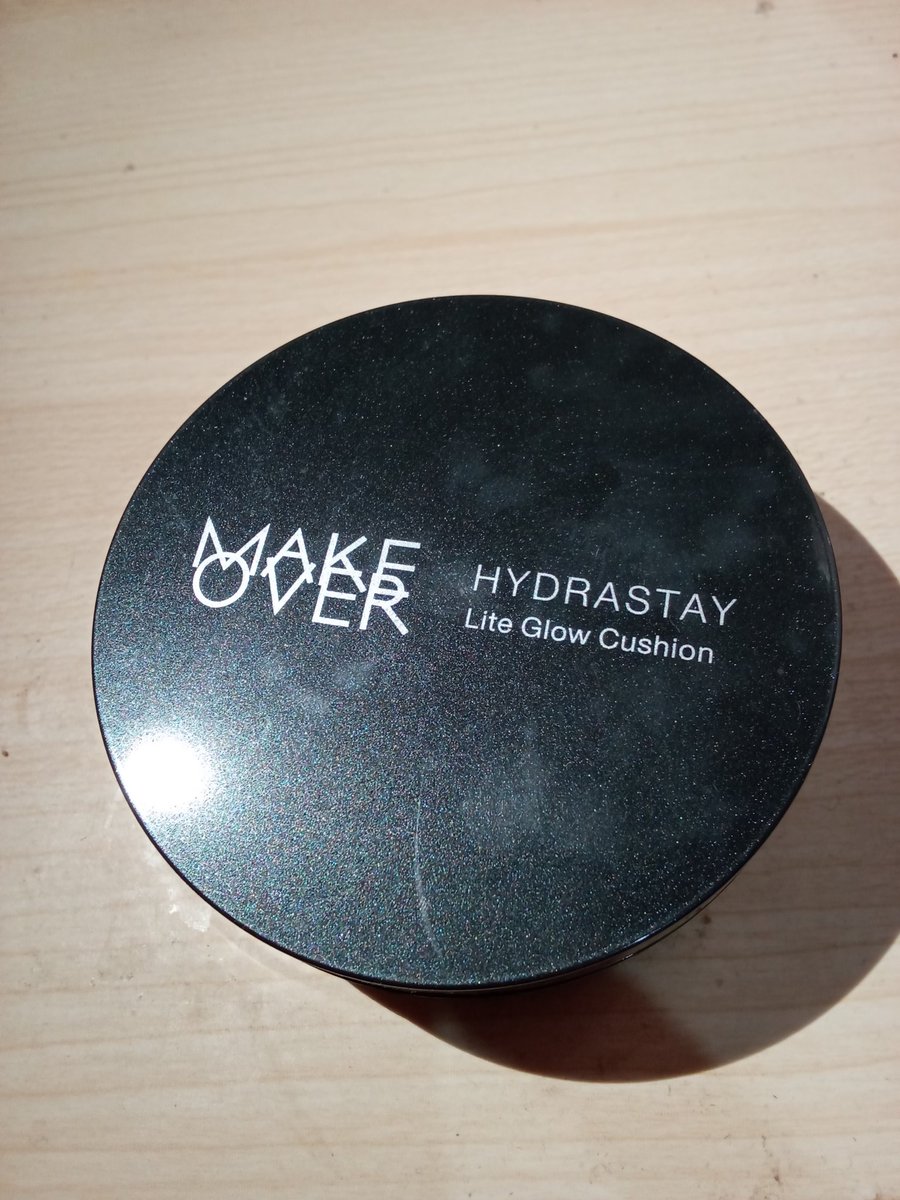 MAKE
OVER
HYDRASTAY
Lite Glow Cushion